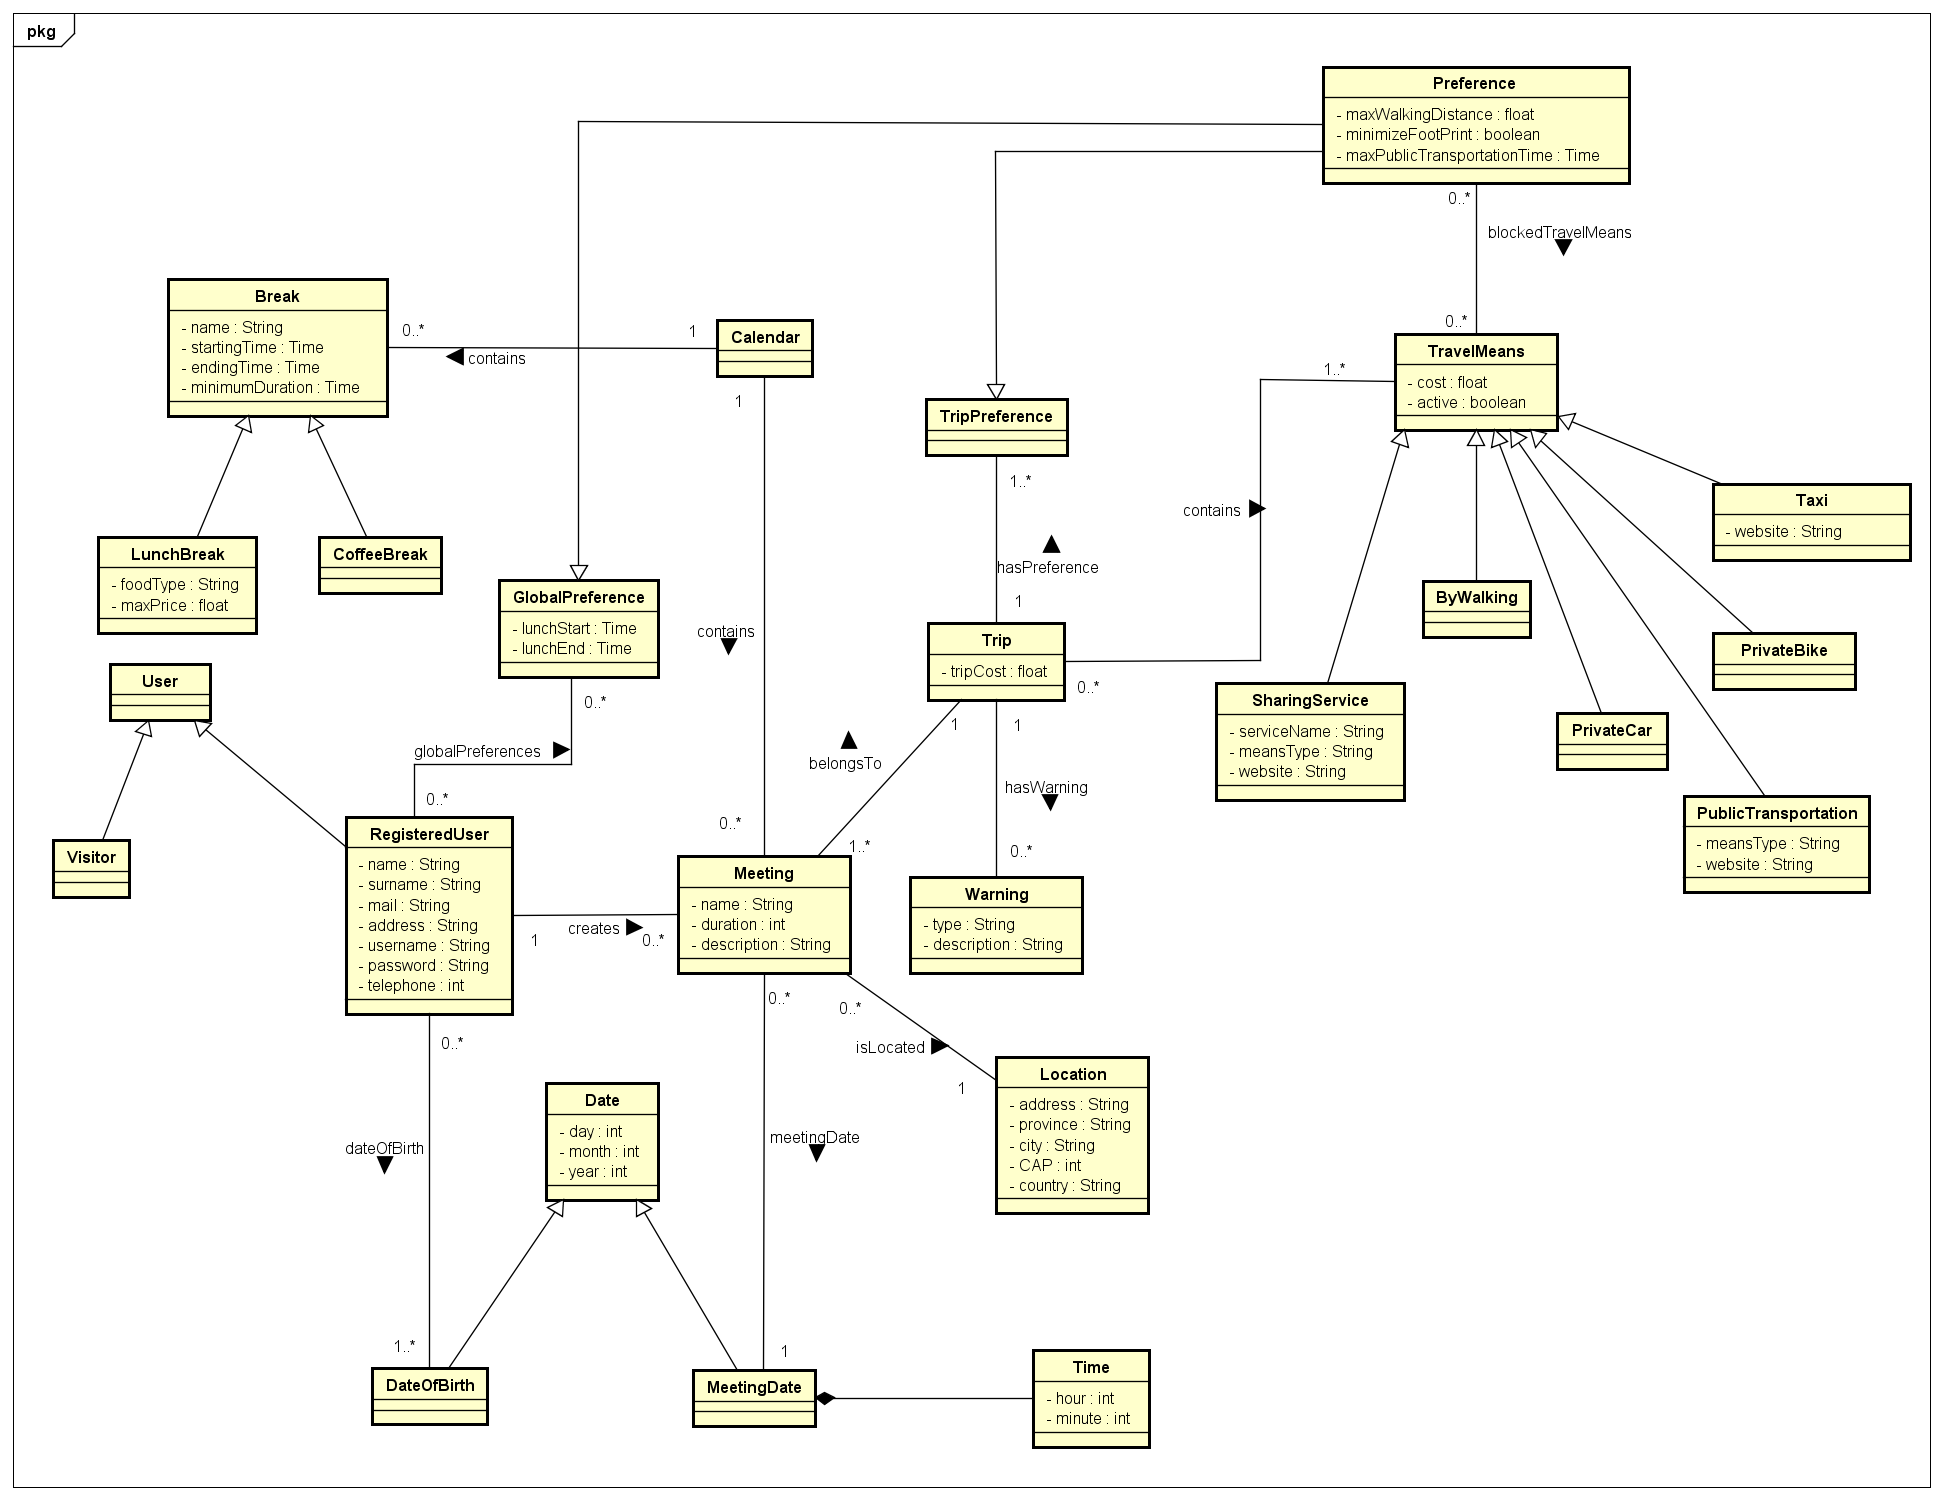 pkg
Preference
- maxWalkingDistance : float
- minimizeFootPrint : boolean
- maxPublicTransportationTime : Time
0..*
blockedTravelMeans
0..*
Break
- name : String
- startingTime : Time
- endingTime : Time
- minimumDuration : Time
0..*
contains
1
Calendar
1
TravelMeans
- cost : float
- active : boolean
1..*
TripPreference
1..*
contains
hasPreference
1
Taxi
- website : String
LunchBreak
- foodType : String
- maxPrice : float
CoffeeBreak
GlobalPreference
- lunchStart : Time
- lunchEnd : Time
0..*
contains
ByWalking
Trip
- tripCost : float
0..*
PrivateBike
User
SharingService
- serviceName : String
- meansType : String
- website : String
PrivateCar
globalPreferences
0..*
1
1
belongsTo
hasWarning
PublicTransportation
- meansType : String
- website : String
Visitor
RegisteredUser
- name : String
- surname : String
- mail : String
- address : String
- username : String
- password : String
- telephone : int
0..*
1..*
0..*
Meeting
- name : String
- duration : int
- description : String
Warning
- type : String
- description : String
creates
1
0..*
0..*
0..*
isLocated
1
0..*
Location
- address : String
- province : String
- city : String
- CAP : int
- country : String
Date
- day : int
- month : int
- year : int
dateOfBirth
meetingDate
1..*
1
DateOfBirth
MeetingDate
Time
- hour : int
- minute : int